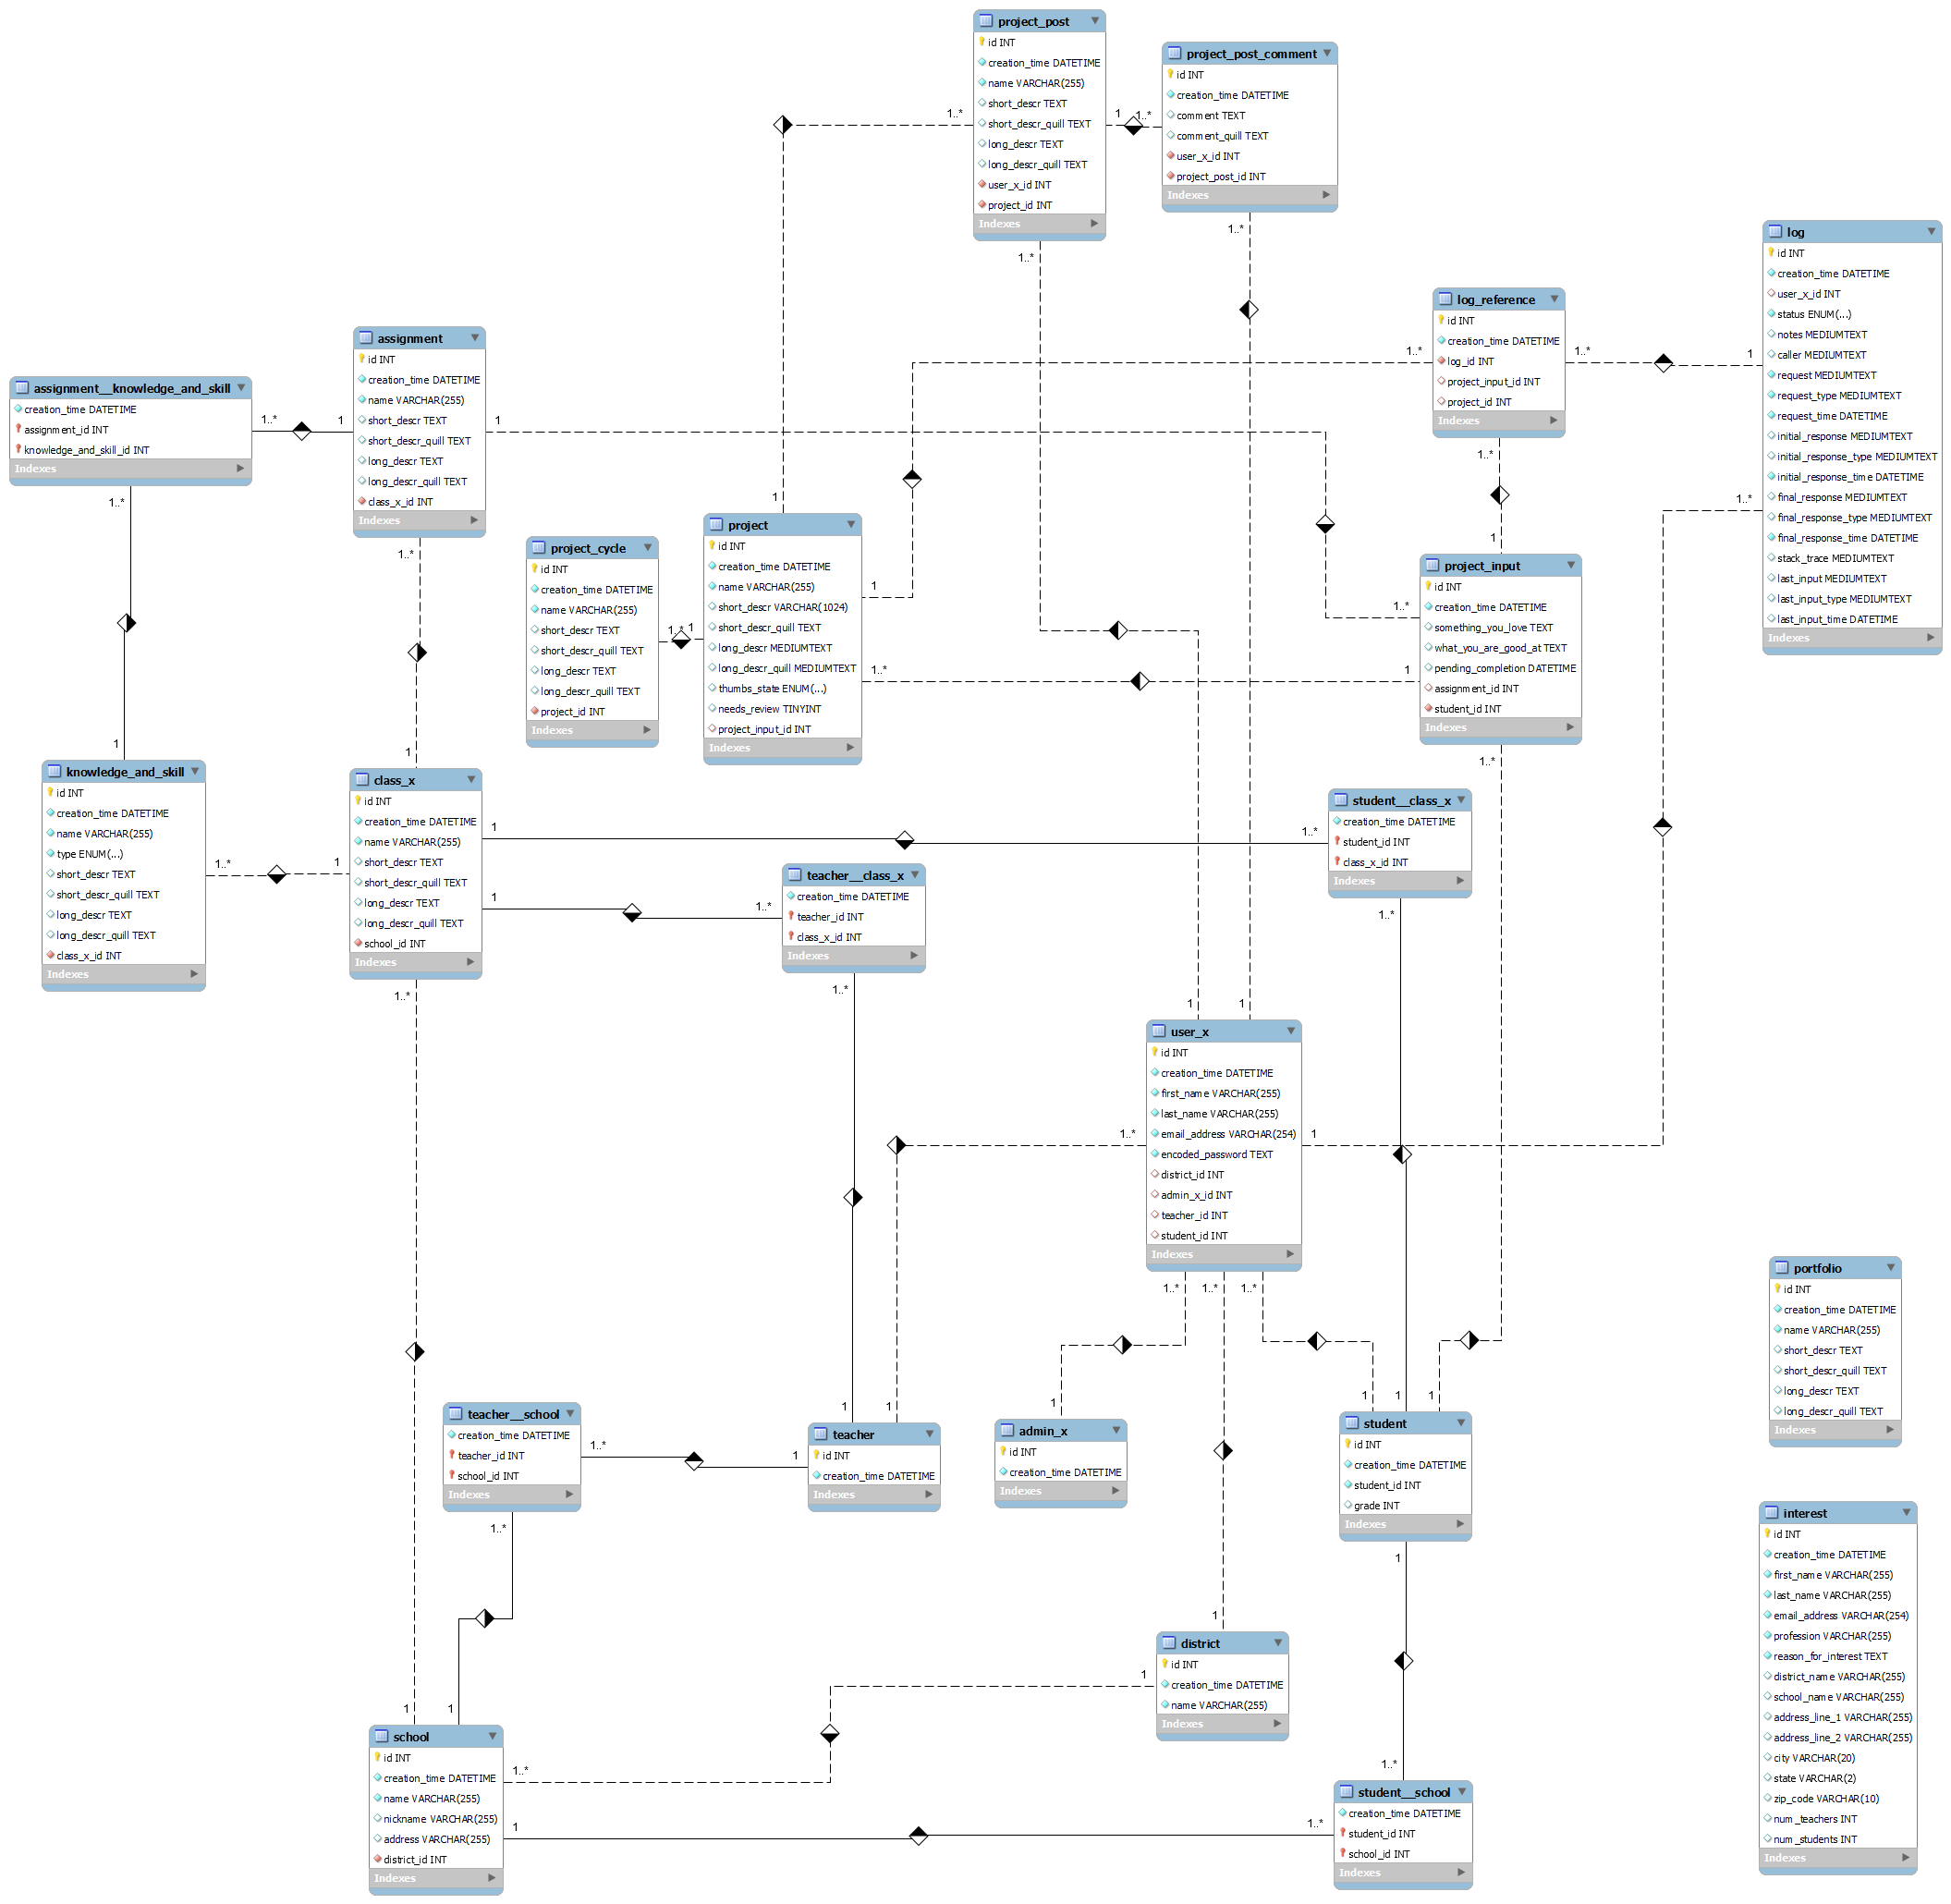 project_post
id INT
creation_time DATETIME
name VARCHAR(255)
short_descr TEXT
short_descr_quill TEXT
long_descr TEXT
long_descr_quill TEXT
user_x_id INT
project_id INT
Indexes
project_post_comment
id INT
creation_time DATETIME
comment TEXT
comment_quill TEXT
user_x_id INT
project_post_id INT
Indexes
1..*
1
1..*
1..*
1..*
log
id INT
creation_time DATETIME
user_x_id INT
status ENUM(...)
notes MEDIUMTEXT
caller MEDIUMTEXT
request MEDIUMTEXT
request_type MEDIUMTEXT
request_time DATETIME
initial_response MEDIUMTEXT
initial_response_type MEDIUMTEXT
initial_response_time DATETIME
final_response MEDIUMTEXT
final_response_type MEDIUMTEXT
final_response_time DATETIME
stack_trace MEDIUMTEXT
last_input MEDIUMTEXT
last_input_type MEDIUMTEXT
last_input_time DATETIME
Indexes
log_reference
id INT
creation_time DATETIME
log_id INT
project_input_id INT
project_id INT
Indexes
1..*
1..*
1
1..*
1..*
assignment
id INT
creation_time DATETIME
name VARCHAR(255)
short_descr TEXT
short_descr_quill TEXT
long_descr TEXT
long_descr_quill TEXT
class_x_id INT
Indexes
assignment__knowledge_and_skill
creation_time DATETIME
assignment_id INT
knowledge_and_skill_id INT
Indexes
1..*
1
1
1..*
1..*
1
1
project_cycle
id INT
creation_time DATETIME
name VARCHAR(255)
short_descr TEXT
short_descr_quill TEXT
long_descr TEXT
long_descr_quill TEXT
project_id INT
Indexes
project
id INT
creation_time DATETIME
name VARCHAR(255)
short_descr VARCHAR(1024)
short_descr_quill TEXT
long_descr MEDIUMTEXT
long_descr_quill MEDIUMTEXT
thumbs_state ENUM(...)
needs_review TINYINT
project_input_id INT
Indexes
1..*
1
1
1..*
1
1..*
project_input
id INT
creation_time DATETIME
something_you_love TEXT
what_you_are_good_at TEXT
pending_completion DATETIME
assignment_id INT
student_id INT
Indexes
1..*
1
1
knowledge_and_skill
id INT
creation_time DATETIME
name VARCHAR(255)
type ENUM(...)
short_descr TEXT
short_descr_quill TEXT
long_descr TEXT
long_descr_quill TEXT
class_x_id INT
Indexes
1..*
1
class_x
id INT
creation_time DATETIME
name VARCHAR(255)
short_descr TEXT
short_descr_quill TEXT
long_descr TEXT
long_descr_quill TEXT
school_id INT
Indexes
1
1..*
1
1..*
1..*
teacher__class_x
creation_time DATETIME
teacher_id INT
class_x_id INT
Indexes
1..*
student__class_x
creation_time DATETIME
student_id INT
class_x_id INT
Indexes
1..*
1
1
user_x
id INT
creation_time DATETIME
first_name VARCHAR(255)
last_name VARCHAR(255)
email_address VARCHAR(254)
encoded_password TEXT
district_id INT
admin_x_id INT
teacher_id INT
student_id INT
Indexes
1..*
1
1..*
1..*
1..*
portfolio
id INT
creation_time DATETIME
name VARCHAR(255)
short_descr TEXT
short_descr_quill TEXT
long_descr TEXT
long_descr_quill TEXT
Indexes
1
1
1
1
1
1
teacher__school
creation_time DATETIME
teacher_id INT
school_id INT
Indexes
1..*
1
1..*
teacher
id INT
creation_time DATETIME
Indexes
admin_x
id INT
creation_time DATETIME
Indexes
student
id INT
creation_time DATETIME
student_id INT
grade INT
Indexes
1
interest
id INT
creation_time DATETIME
first_name VARCHAR(255)
last_name VARCHAR(255)
email_address VARCHAR(254)
profession VARCHAR(255)
reason_for_interest TEXT
district_name VARCHAR(255)
school_name VARCHAR(255)
address_line_1 VARCHAR(255)
address_line_2 VARCHAR(255)
city VARCHAR(20)
state VARCHAR(2)
zip_code VARCHAR(10)
num_teachers INT
num_students INT
Indexes
1
district
id INT
creation_time DATETIME
name VARCHAR(255)
Indexes
1
1
1
school
id INT
creation_time DATETIME
name VARCHAR(255)
nickname VARCHAR(255)
address VARCHAR(255)
district_id INT
Indexes
1..*
1
1..*
1..*
student__school
creation_time DATETIME
student_id INT
school_id INT
Indexes